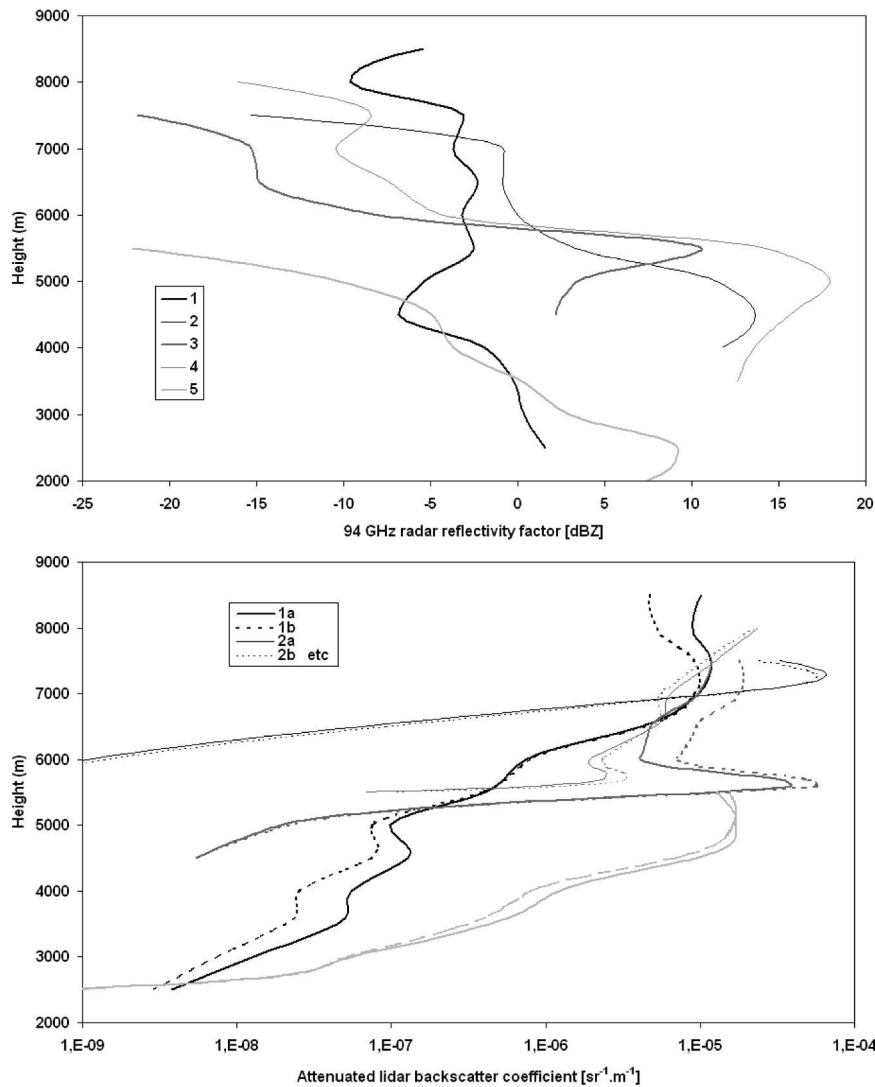 9000
8000
7000
6000
5000
4000
3000
2000
Height (m)
1
2
3
4
5
-25 -20 -15 -10 -5 0 5 10 15 20
94 GHz radar reflectivity factor [dBZ]
9000
8000
7000
6000
5000
4000
3000
2000
Height (m)
1a
1b
2a
2b etc
1,E-09 1,E-08 1,E-07 1,E-06 1,E-05 1,E-04
Attenuated lidar backscatter coefficient [sr⁻¹.m⁻¹]